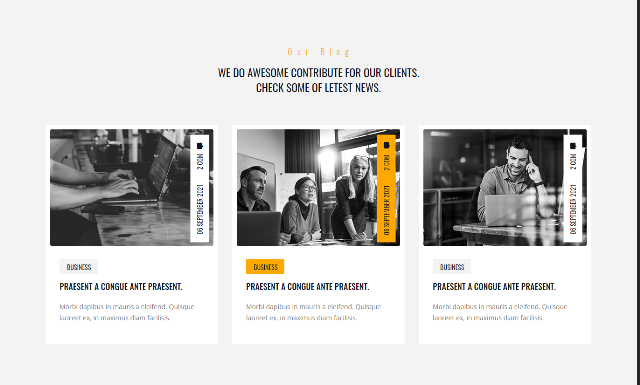 Our Blog
WE DO AWESOME CONTRIBUTE FOR OUR CLIENTS.
CHECK SOME OF LETEST NEWS.
06 SEPTEMBER 2021 2 COM
06 SEPTEMBER 2021 2 COM
06 SEPTEMBER 2021 2 COM
BUSINESS
PRAESENT A CONGUE ANTE PRAESENT.
Morbi dapibus in mauris a eleifend. Quisque
laoreet ex, in maximus diam facilisis.
BUSINESS
PRAESENT A CONGUE ANTE PRAESENT.
Morbi dapibus in mauris a eleifend. Quisque
laoreet ex, in maximus diam facilisis.
BUSINESS
PRAESENT A CONGUE ANTE PRAESENT.
Morbi dapibus in mauris a eleifend. Quisque
laoreet ex, in maximus diam facilisis.